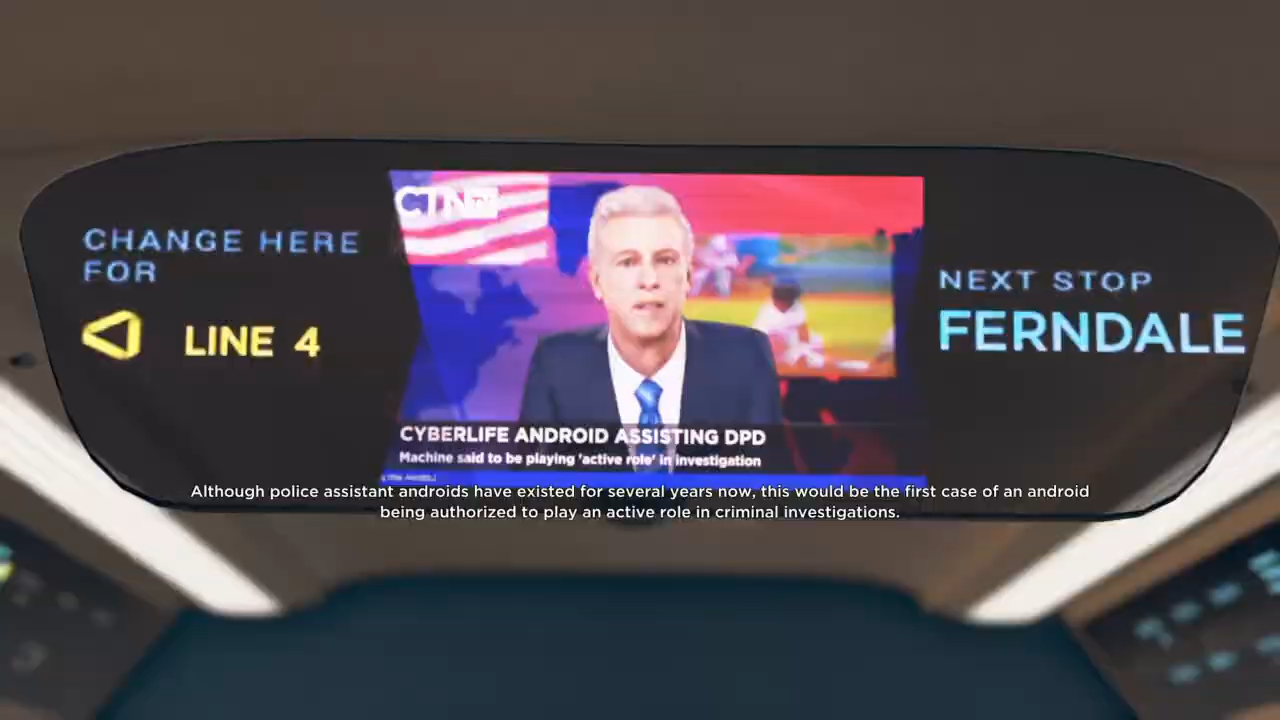 CHANGE HERE
FOR
LINE 4
CTN
CYBERLIFE ANDROID ASSISTING DPD
Machine said to be playing 'active role' in investigation
NEXT STOP
FERNDALE
Although police assistant androids have existed for several years now, this would be the first case of an android
being authorized to play an active role in criminal investigations.